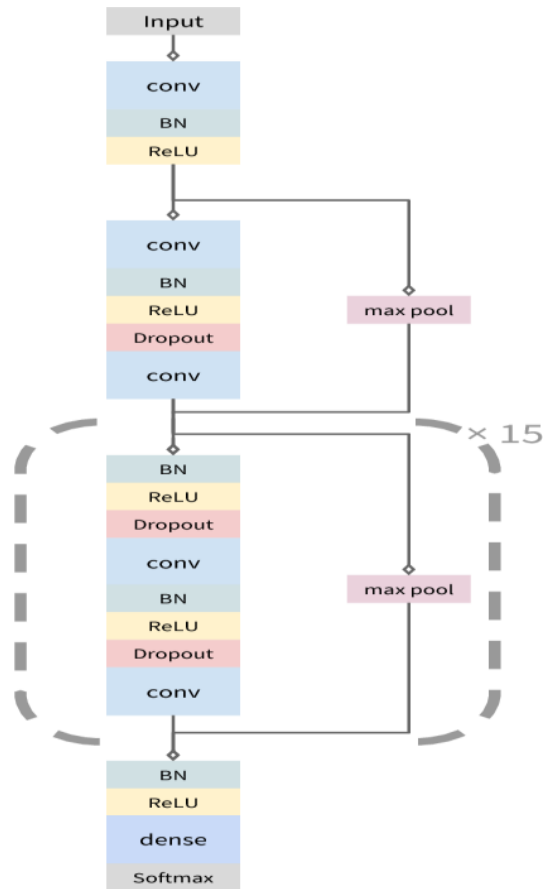 Input
conv
BN
ReLU
conv
BN
ReLU
Dropout
conv
max pool
× 15
BN
ReLU
Dropout
conv
BN
ReLU
Dropout
conv
max pool
BN
ReLU
dense
Softmax